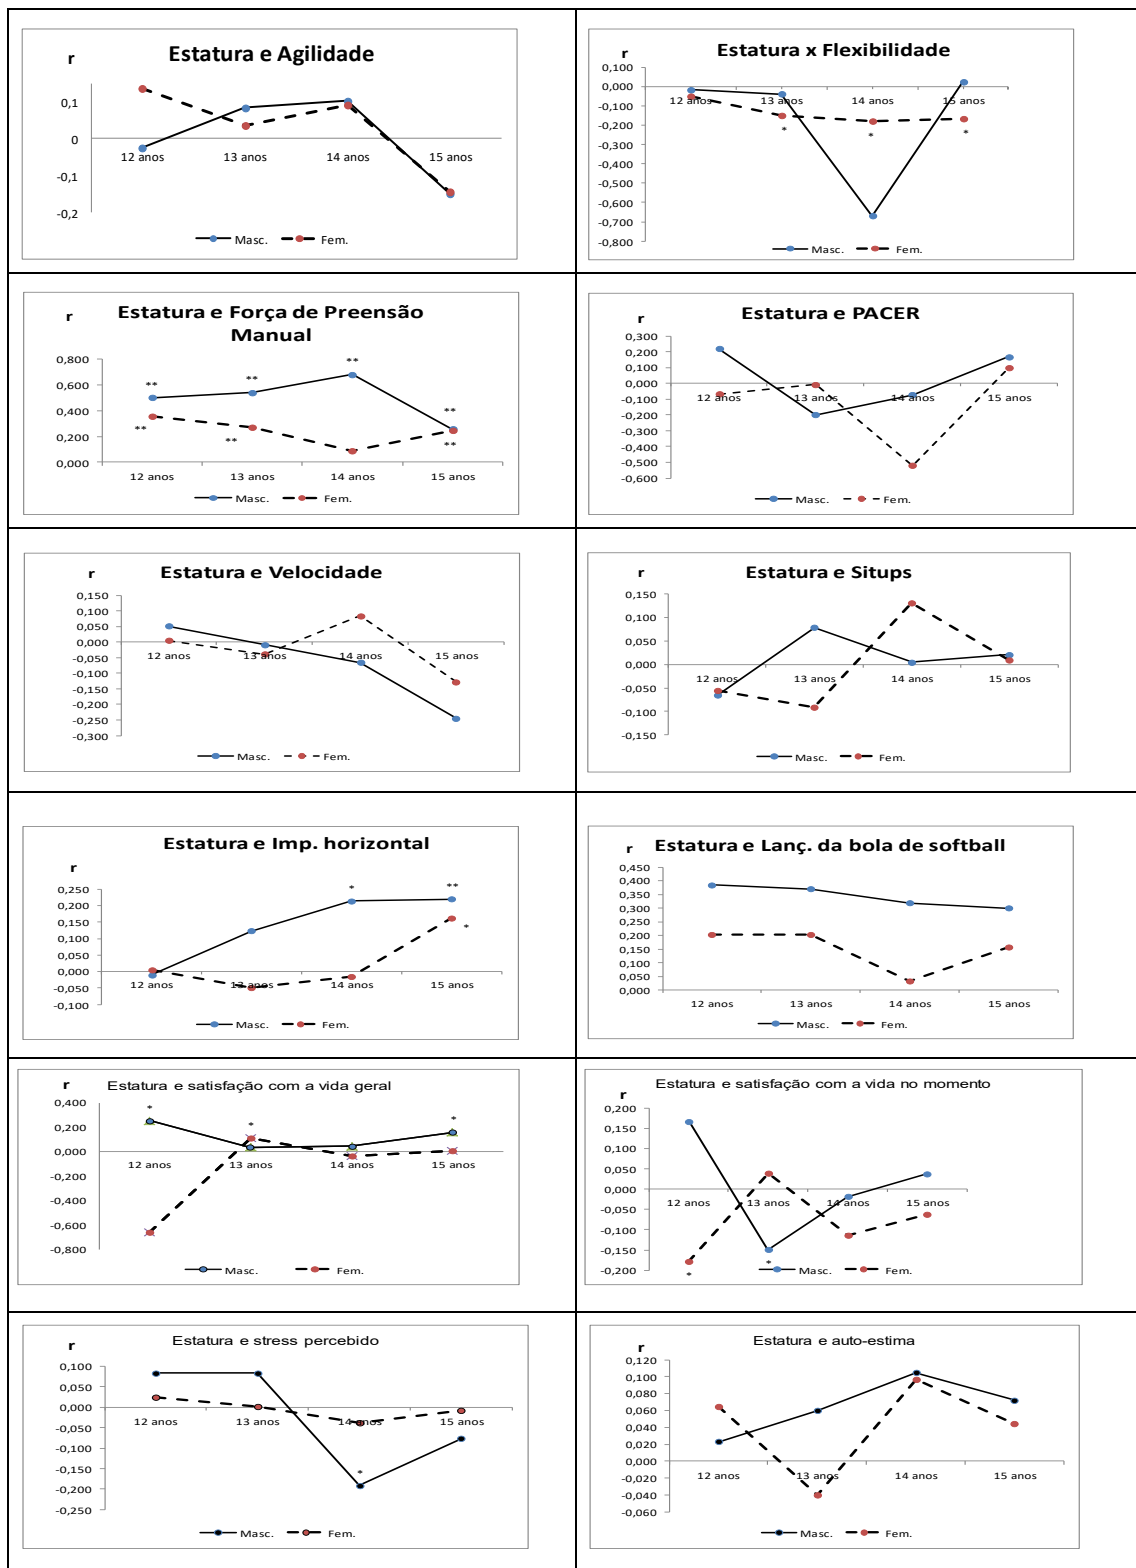 Estatura e Agilidade
r
0,1
0
-0,1
-0,2
12 anos
13 anos
14 anos
15 anos
Masc.
Fem.
Estatura x Flexibilidade
r
0,100
0,000
-0,100
-0,200
-0,300
-0,400
-0,500
-0,600
-0,700
-0,800
12 anos
13 anos
14 anos
15 anos
*
*
*
Masc.
Fem.
Estatura e Força de Preensão
Manual
r
0,800
0,600
0,400
0,200
0,000
**
**
**
**
**
**
**
12 anos
13 anos
14 anos
15 anos
Masc.
Fem.
Estatura e PACER
r
0,300
0,200
0,100
0,000
-0,100
-0,200
-0,300
-0,400
-0,500
-0,600
12 anos
13 anos
14 anos
15 anos
Masc.
Fem.
Estatura e Velocidade
r
0,150
0,100
0,050
0,000
-0,050
-0,100
-0,150
-0,200
-0,250
-0,300
12 anos
13 anos
14 anos
15 anos
Masc.
Fem.
Estatura e Situps
r
0,150
0,100
0,050
0,000
-0,050
-0,100
-0,150
12 anos
13 anos
14 anos
15 anos
Masc.
Fem.
Estatura e Imp. horizontal
r
0,250
0,200
0,150
0,100
0,050
0,000
-0,050
-0,100
*
**
*
12 anos
13 anos
14 anos
15 anos
Masc.
Fem.
Estatura e Lanç. da bola de softball
r
0,450
0,400
0,350
0,300
0,250
0,200
0,150
0,100
0,050
0,000
12 anos
13 anos
14 anos
15 anos
Masc.
Fem.
Estatura e satisfação com a vida geral
r
0,400
0,200
0,000
-0,200
-0,400
-0,600
-0,800
*
*
*
12 anos
13 anos
14 anos
15 anos
Masc.
Fem.
Estatura e satisfação com a vida no momento
r
0,200
0,150
0,100
0,050
0,000
-0,050
-0,100
-0,150
-0,200
12 anos
13 anos
14 anos
15 anos
*
*
Masc.
Fem.
Estatura e stress percebido
r
0,100
0,050
0,000
-0,050
-0,100
-0,150
-0,200
-0,250
12 anos
13 anos
14 anos
15 anos
*
Masc.
Fem.
Estatura e auto-estima
r
0,120
0,100
0,080
0,060
0,040
0,020
0,000
-0,020
-0,040
-0,060
12 anos
13 anos
14 anos
15 anos
Masc.
Fem.